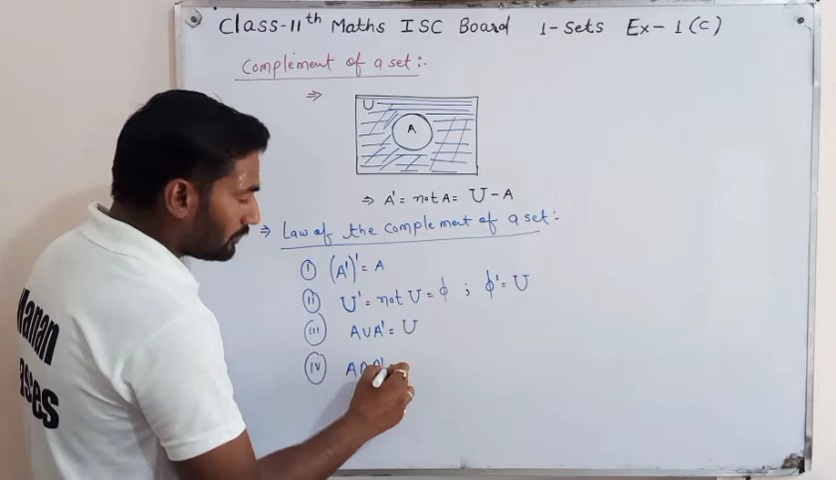 Class-11th Maths ISC Board 1-Sets Ex-1(C)
Complement of a set:-
⇒
U
A
⇒ A' = not A = U - A
⇒ Law of the Complement of a set:-
(i) (A')' = A
(ii) U' = not U = ϕ ; ϕ' = U
(iii) A∪A' = U
(iv) A∩A'
Manan